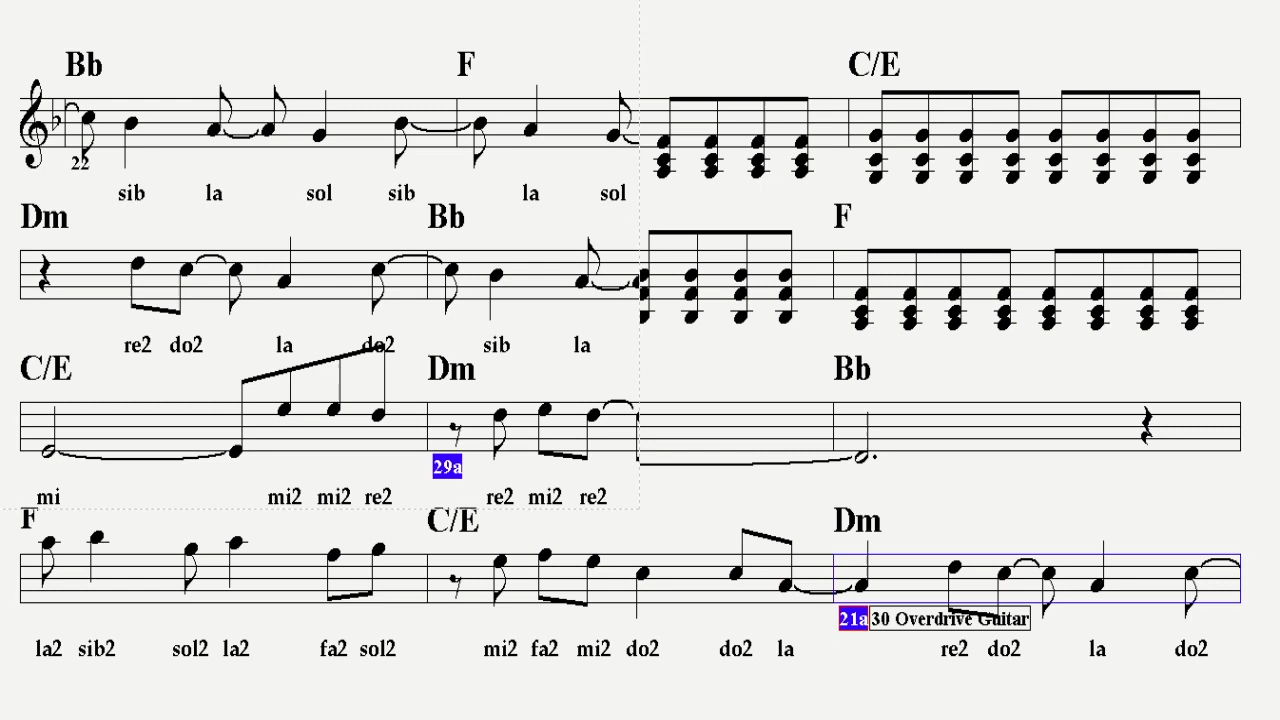 Bb F C/E
22
sib la sol sib la sol
Dm Bb F
re2 do2 la do2 sib la
C/E Dm Bb
29a
mi mi2 mi2 re2 re2 mi2 re2
F C/E Dm
21a 30 Overdrive Guitar
la2 sib2 sol2 la2 fa2 sol2 mi2 fa2 mi2 do2 do2 la re2 do2 la do2